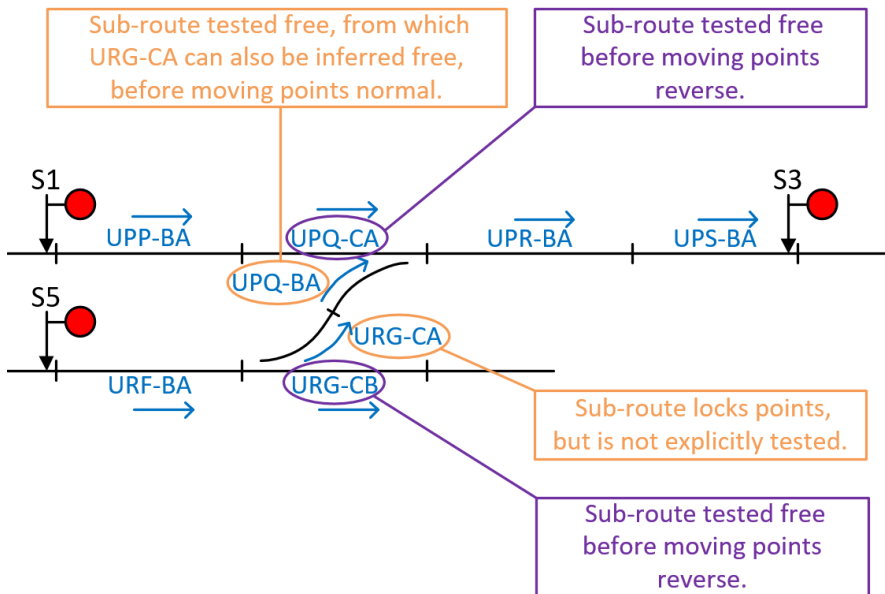 Sub-route tested free, from which
URG-CA can also be inferred free,
before moving points normal.
Sub-route tested free
before moving points
reverse.
S1
S3
UPP-BA
UPQ-CA
UPR-BA
UPS-BA
UPQ-BA
S5
URG-CA
URF-BA
URG-CB
Sub-route locks points,
but is not explicitly tested.
Sub-route tested free
before moving points
reverse.